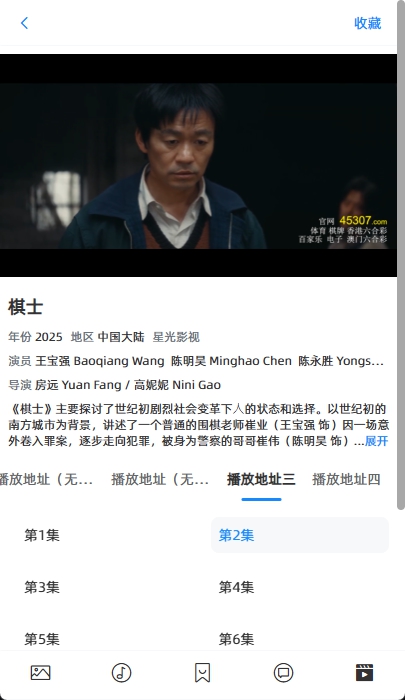 收藏
官网 45307.com
体育 棋牌 香港六合彩
百家乐 电子 澳门六合彩
棋士
年份 2025 地区 中国大陆 星光影视
演员 王宝强 Baoqiang Wang 陈明昊 Minghao Chen 陈永胜 Yongs...
导演 房远 Yuan Fang / 高妮妮 Nini Gao
《棋士》主要探讨了世纪初剧烈社会变革下人的状态和选择。以世纪初的
南方城市为背景，讲述了一个普通的围棋老师崔业（王宝强 饰）因一场意
外卷入罪案，逐步走向犯罪，被身为警察的哥哥崔伟（陈明昊 饰）...展开
播放地址（无... 播放地址（无... 播放地址三 播放地址四
第1集 第2集
第3集 第4集
第5集 第6集